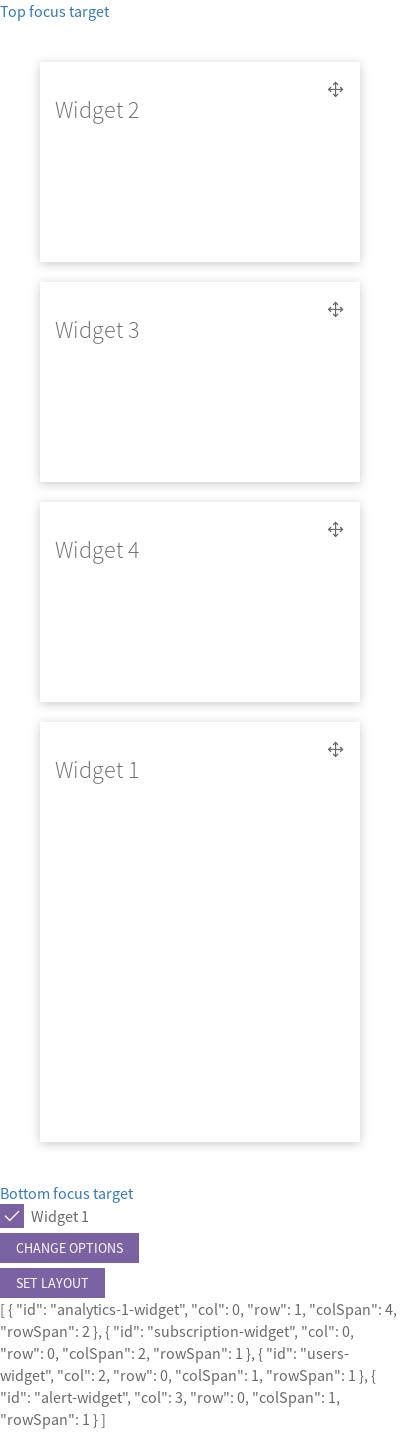 Top focus target
Widget 2
Widget 3
Widget 4
Widget 1
Bottom focus target
Widget 1
CHANGE OPTIONS
SET LAYOUT
[ { "id": "analytics-1-widget", "col": 0, "row": 1, "colSpan": 4,
"rowSpan": 2 }, { "id": "subscription-widget", "col": 0,
"row": 0, "colSpan": 2, "rowSpan": 1 }, { "id": "users-
widget", "col": 2, "row": 0, "colSpan": 1, "rowSpan": 1 }, {
"id": "alert-widget", "col": 3, "row": 0, "colSpan": 1,
"rowSpan": 1 } ]